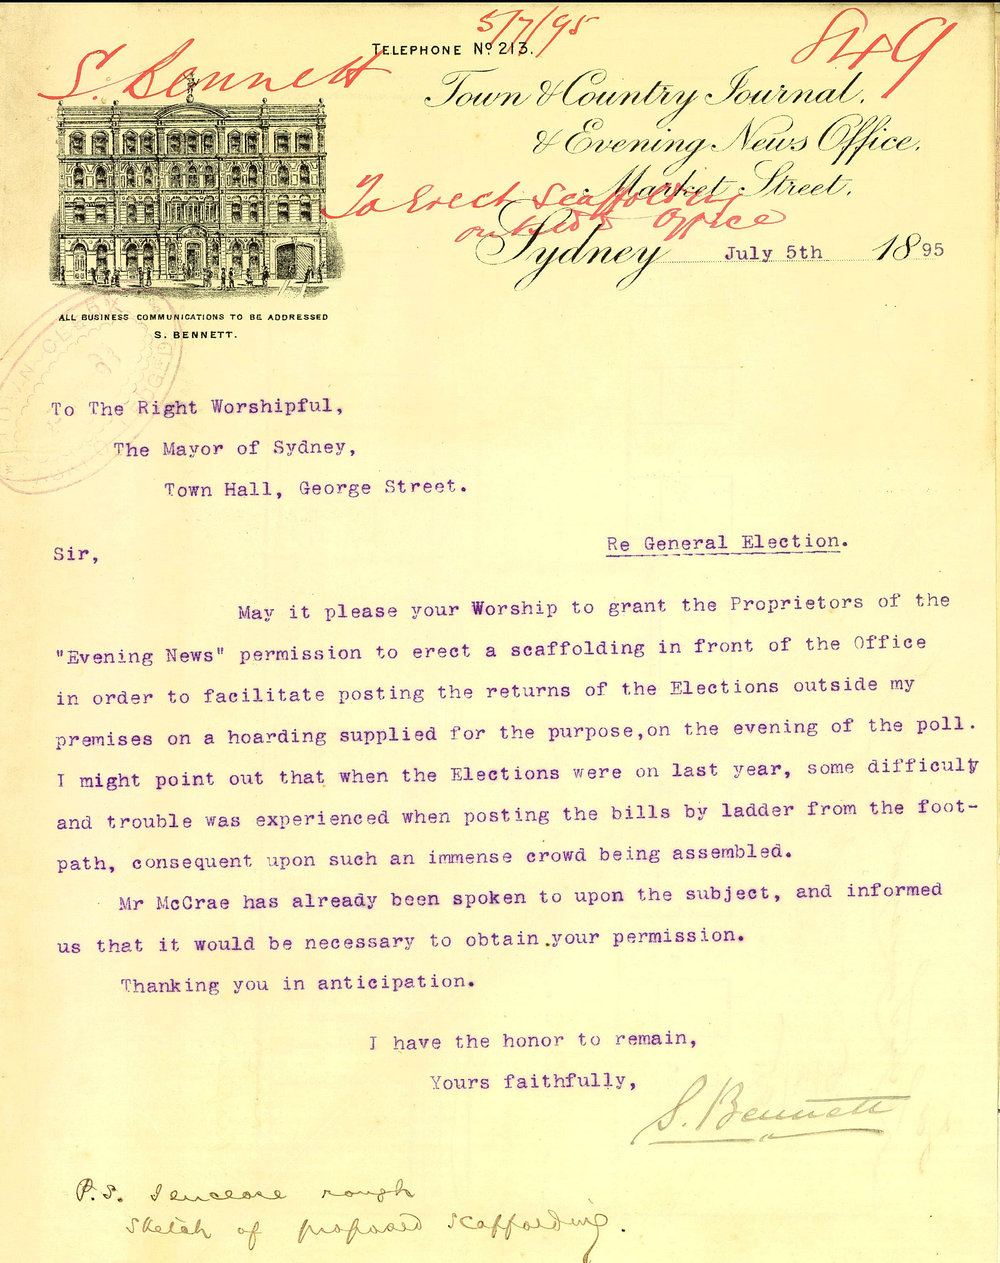 5/7/95
849
S. Bennett
TELEPHONE No 213.
Town & Country Journal,
& Evening News Office,
Market Street,
To Erect Scaffolding
outside Office
Sydney July 5th 1895
ALL BUSINESS COMMUNICATIONS TO BE ADDRESSED
S. BENNETT.
TOWN CLERK
To The Right Worshipful,
The Mayor of Sydney,
Town Hall, George Street.
Re General Election.
Sir,
May it please your Worship to grant the Proprietors of the
"Evening News" permission to erect a scaffolding in front of the Office
in order to facilitate posting the returns of the Elections outside my
premises on a hoarding supplied for the purpose,on the evening of the poll.
I might point out that when the Elections were on last year, some difficulty
and trouble was experienced when posting the bills by ladder from the foot-
path, consequent upon such an immense crowd being assembled.
Mr McCrae has already been spoken to upon the subject, and informed
us that it would be necessary to obtain.your permission.
Thanking you in anticipation.
I have the honor to remain,
Yours faithfully,
S. Bennett
P.S. I enclose rough
sketch of proposed scaffolding.